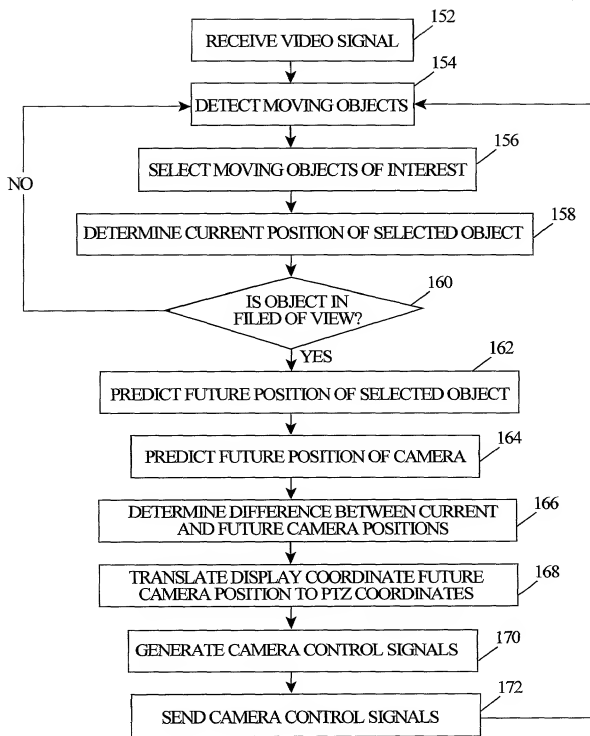 152
RECEIVE VIDEO SIGNAL
154
DETECT MOVING OBJECTS
156
SELECT MOVING OBJECTS OF INTEREST
NO
158
DETERMINE CURRENT POSITION OF SELECTED OBJECT
160
IS OBJECT IN
FILED OF VIEW?
YES
162
PREDICT FUTURE POSITION OF SELECTED OBJECT
164
PREDICT FUTURE POSITION OF CAMERA
166
DETERMINE DIFFERENCE BETWEEN CURRENT
AND FUTURE CAMERA POSITIONS
168
TRANSLATE DISPLAY COORDINATE FUTURE
CAMERA POSITION TO PTZ COORDINATES
170
GENERATE CAMERA CONTROL SIGNALS
172
SEND CAMERA CONTROL SIGNALS